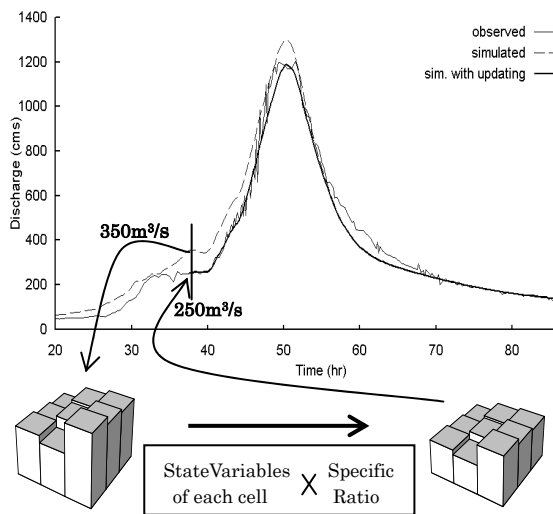 1400
1200
1000
800
600
400
200
0
Discharge (cms)
observed
simulated
sim. with updating
350m³/s
250m³/s
20 30 40 50 60 70 80
Time (hr)
StateVariables
of each cell
X
Specific
Ratio